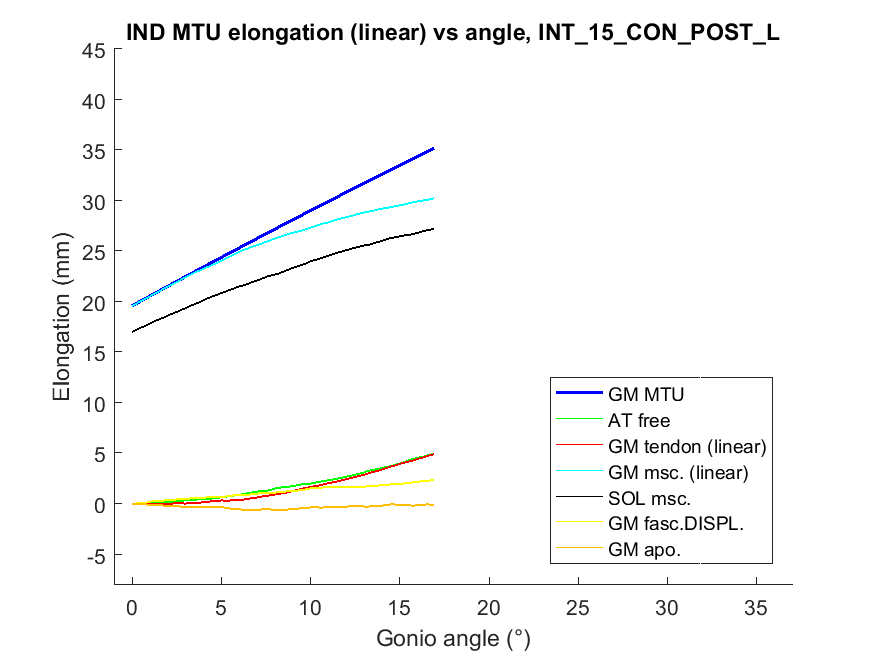 IND MTU elongation (linear) vs angle, INT_15_CON_POST_L
45
40
35
30
25
20
15
10
5
0
-5
Elongation (mm)
GM MTU
AT free
GM tendon (linear)
GM msc. (linear)
SOL msc.
GM fasc.DISPL.
GM apo.
0 5 10 15 20 25 30 35
Gonio angle (°)